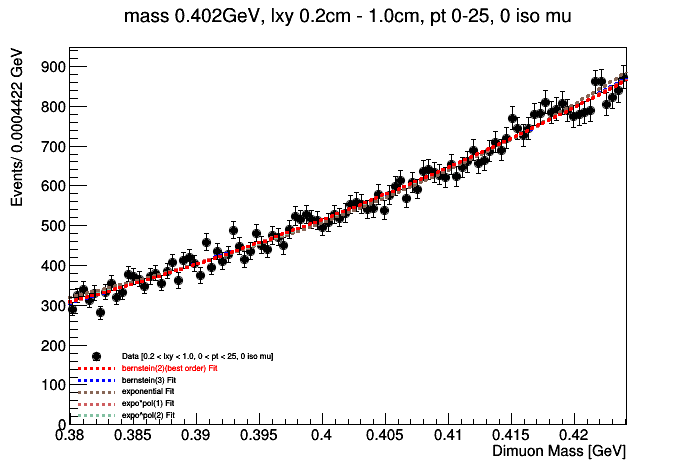 mass 0.402GeV, lxy 0.2cm - 1.0cm, pt 0-25, 0 iso mu
Events/ 0.0004422 GeV
900
800
700
600
500
400
300
200
100
0
Data [0.2 < lxy < 1.0, 0 < pt < 25, 0 iso mu]
bernstein(2)(best order) Fit
bernstein(3) Fit
exponential Fit
expo*pol(1) Fit
expo*pol(2) Fit
0.38 0.385 0.39 0.395 0.4 0.405 0.41 0.415 0.42
Dimuon Mass [GeV]